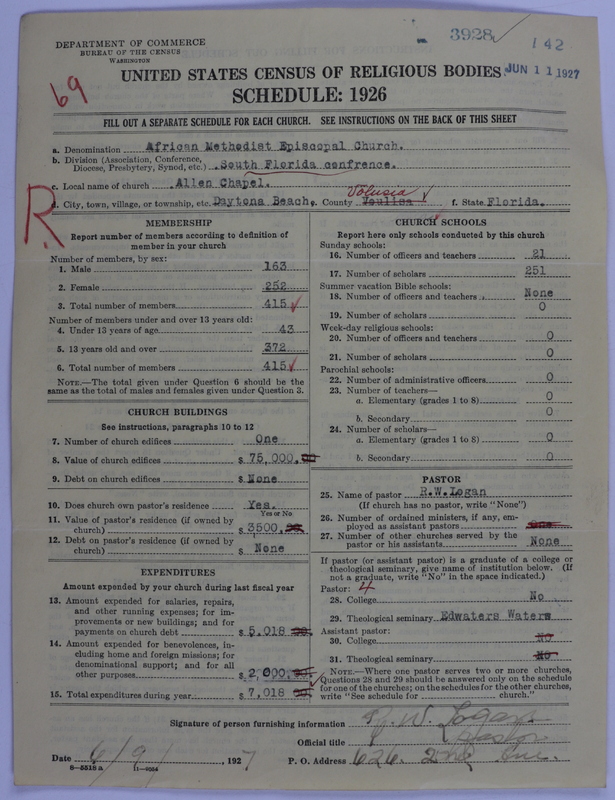 3928
142
DEPARTMENT OF COMMERCE
BUREAU OF THE CENSUS
WASHINGTON
JUN 11 1927
69
UNITED STATES CENSUS OF RELIGIOUS BODIES
SCHEDULE: 1926
FILL OUT A SEPARATE SCHEDULE FOR EACH CHURCH. SEE INSTRUCTIONS ON THE BACK OF THIS SHEET
a. Denomination African Methodist Episcopal Church.
b. Division (Association, Conference, Diocese, Presbytery, Synod, etc.) South Florida confrence.
c. Local name of church Allen Chapel.
Volusia
R
d. City, town, village, or township, etc. Daytona Beach, e. County Voulisa f. State Florida.
MEMBERSHIP
Report number of members according to definition of
member in your church
Number of members, by sex:
1. Male 163
2. Female 252
3. Total number of members 415
Number of members under and over 13 years old:
4. Under 13 years of age 43
5. 13 years old and over 372
6. Total number of members 415
NOTE.—The total given under Question 6 should be
same as the total of males and females given under Question 3.
CHURCH BUILDINGS
See instructions, paragraphs 10 to 12
7. Number of church edifices One
8. Value of church edifices $ 75,000.
9. Debt on church edifices $ None
10. Does church own pastor's residence Yes.
Yes or No
11. Value of pastor's residence (if owned by
church) $ 3500.
12. Debt on pastor's residence (if owned by
church) $ None
EXPENDITURES
Amount expended by your church during last fiscal year
13. Amount expended for salaries, repairs,
and other running expenses; for im-
provements or new buildings; and for
payments on church debt $ 5,018
14. Amount expended for benevolences, in-
cluding home and foreign missions; for
denominational support; and for all
other purposes $ 2,000.
15. Total expenditures during year $ 7,018
CHURCH SCHOOLS
Report here only schools conducted by this church
Sunday schools:
16. Number of officers and teachers 21
17. Number of scholars 251
Summer vacation Bible schools:
18. Number of officers and teachers None
19. Number of scholars 0
Week-day religious schools:
20. Number of officers and teachers 0
21. Number of scholars 0
Parochial schools:
22. Number of administrative officers 0
23. Number of teachers—
a. Elementary (grades 1 to 8) 0
b. Secondary 0
24. Number of scholars—
a. Elementary (grades 1 to 8) 0
b. Secondary 0
PASTOR
25. Name of pastor R.W.Logan
(If church has no pastor, write "None")
26. Number of ordained ministers, if any, em-
ployed as assistant pastors
27. Number of other churches served by the
pastor or his assistants None
If pastor (or assistant pastor) is a graduate of a college or
theological seminary, give name of institution below. (If
not a graduate, write "No" in the space indicated.)
Pastor: 4
28. College No
29. Theological seminary Edwaters Waters
Assistant pastor:
30. College No
31. Theological seminary No
NOTE.—Where one pastor serves two or more churches,
Questions 28 and 29 should be answered only on the schedule
for one of the churches; on the schedules for the other churches,
write "See schedule for church."
Signature of person furnishing information R. W. Logan
Official title Pastor
Date 6/9/ 1927 P. O. Address 626. 2nd Ave.
8—5518 a 11—9024